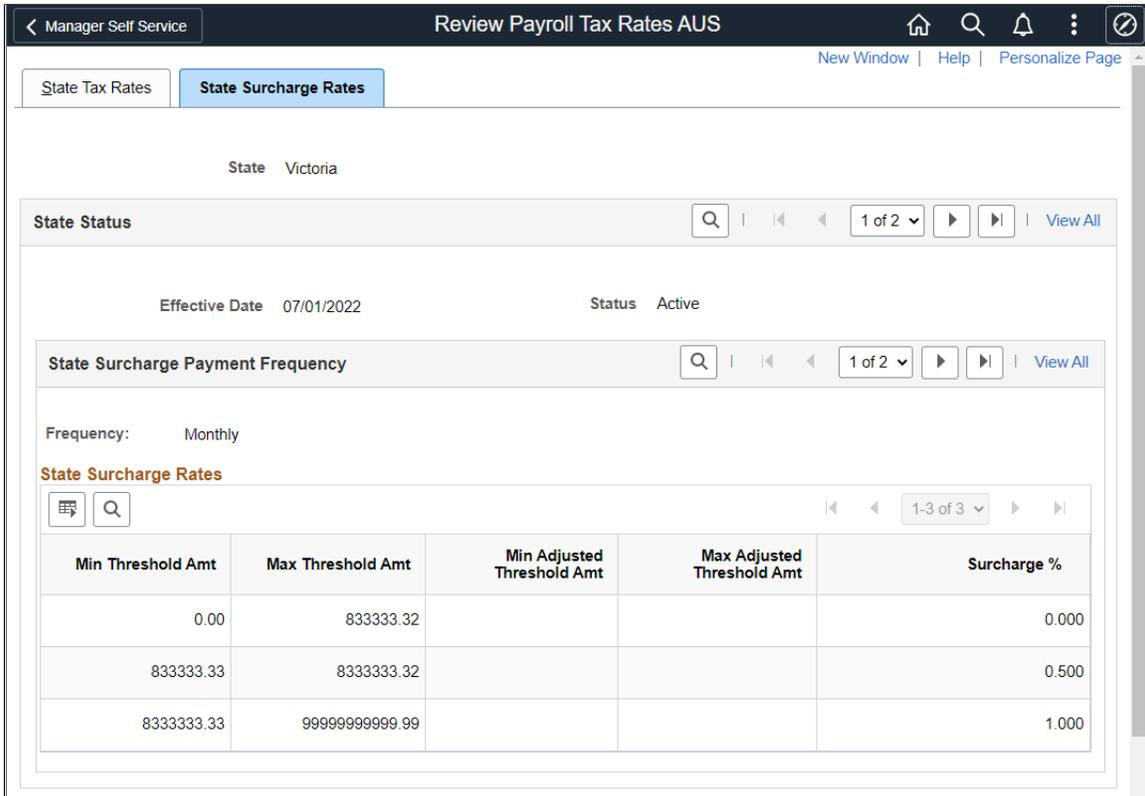 Manager Self Service Review Payroll Tax Rates AUS
New Window | Help | Personalize Page
State Tax Rates State Surcharge Rates
State Victoria
State Status 1 of 2 View All
Effective Date 07/01/2022 Status Active
State Surcharge Payment Frequency 1 of 2 View All
Frequency: Monthly
State Surcharge Rates
1-3 of 3
Min Threshold Amt Max Threshold Amt Min Adjusted Threshold Amt Max Adjusted Threshold Amt Surcharge %
0.00 833333.32 0.000
833333.33 8333333.32 0.500
8333333.33 99999999999.99 1.000